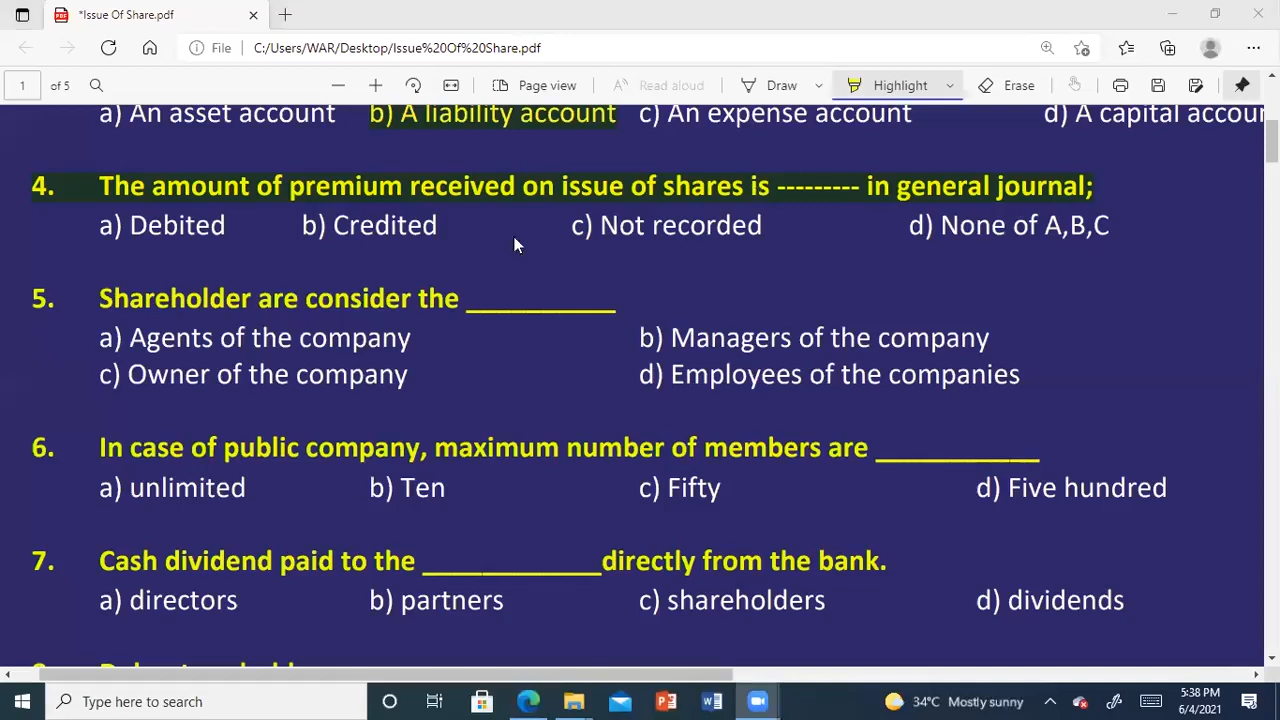 *Issue Of Share.pdf
File C:/Users/WAR/Desktop/Issue%20Of%20Share.pdf
1 of 5 Page view Read aloud Draw Highlight Erase
a) An asset account b) A liability account c) An expense account d) A capital accoun
4. The amount of premium received on issue of shares is --------- in general journal;
a) Debited b) Credited c) Not recorded d) None of A,B,C
5. Shareholder are consider the __________
a) Agents of the company b) Managers of the company
c) Owner of the company d) Employees of the companies
6. In case of public company, maximum number of members are ___________
a) unlimited b) Ten c) Fifty d) Five hundred
7. Cash dividend paid to the ____________directly from the bank.
a) directors b) partners c) shareholders d) dividends
Type here to search 34°C Mostly sunny 5:38 PM
6/4/2021